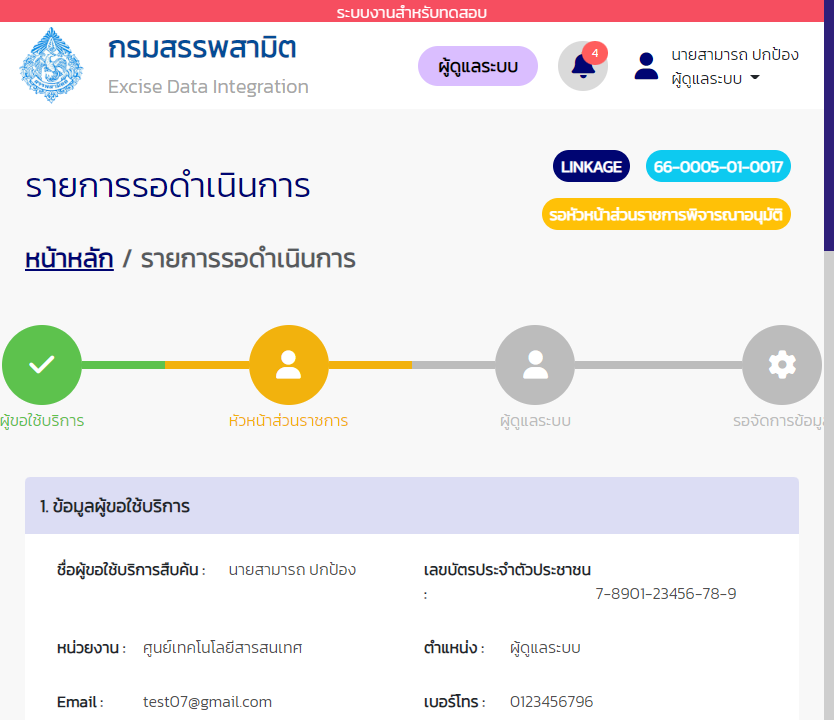 ระบบงานสำหรับทดสอบ
กรมสรรพสามิต
Excise Data Integration
ผู้ดูแลระบบ
4
นายสามารถ ปกป้อง
ผู้ดูแลระบบ
รายการรอดำเนินการ
LINKAGE
66-0005-01-0017
รอหัวหน้าส่วนราชการพิจารณาอนุมัติ
หน้าหลัก / รายการรอดำเนินการ
ผู้ขอใช้บริการ
หัวหน้าส่วนราชการ
ผู้ดูแลระบบ
รอจัดการข้อมูล
1. ข้อมูลผู้ขอใช้บริการ
ชื่อผู้ขอใช้บริการสืบค้น : นายสามารถ ปกป้อง
เลขบัตรประจำตัวประชาชน
: 7-8901-23456-78-9
หน่วยงาน : ศูนย์เทคโนโลยีสารสนเทศ
ตำแหน่ง : ผู้ดูแลระบบ
Email : test07@gmail.com
เบอร์โทร : 0123456796